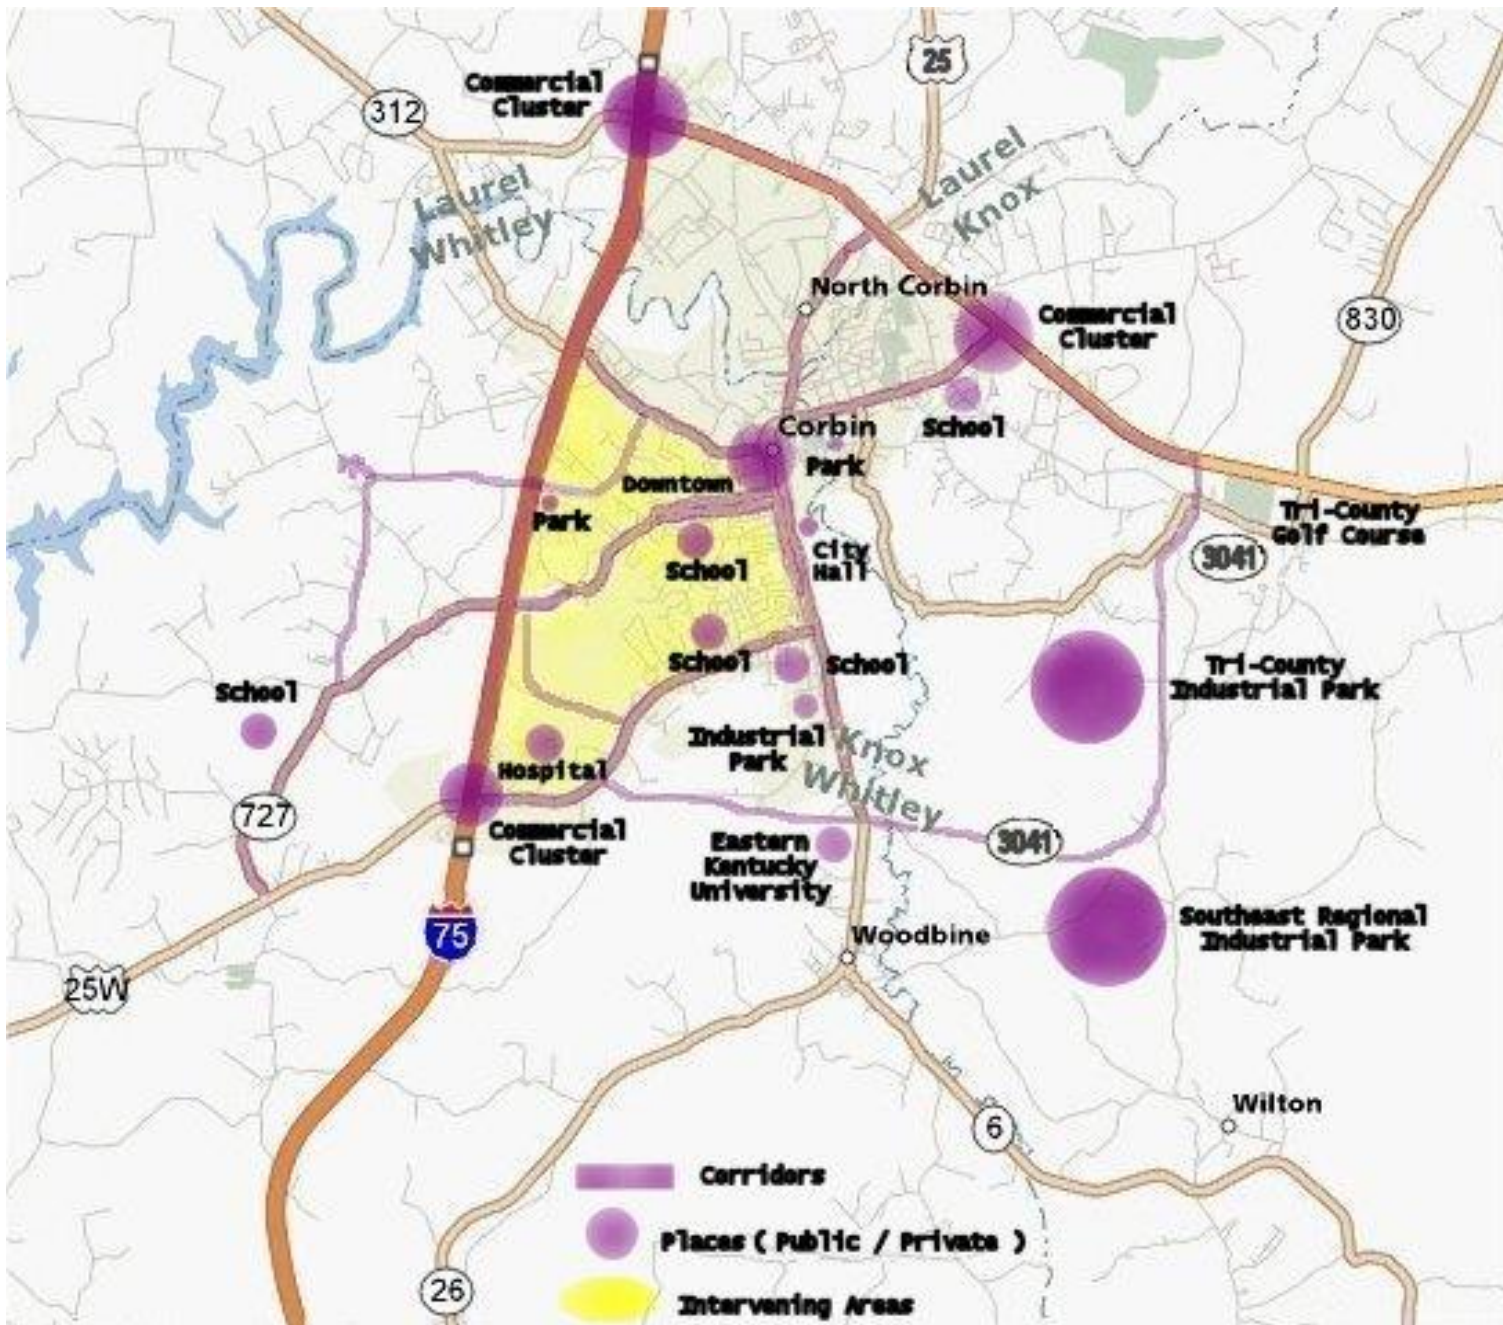 25
Commercial
Cluster
312
Laurel
Whitley
Laurel
Knox
North Corbin
Commercial
Cluster
830
Corbin
School
Park
Downtown
Park
Tri-County
Golf Course
City
Hall
3041
School
School
School
Tri-County
Industrial Park
School
Industrial
Park
Knox
Whitley
Hospital
727
Commercial
Cluster
Eastern
Kentucky
University
3041
75
Southeast Regional
Industrial Park
Woodbine
25W
Wilton
6
Corridors
Places ( Public / Private )
26
Intervening Areas